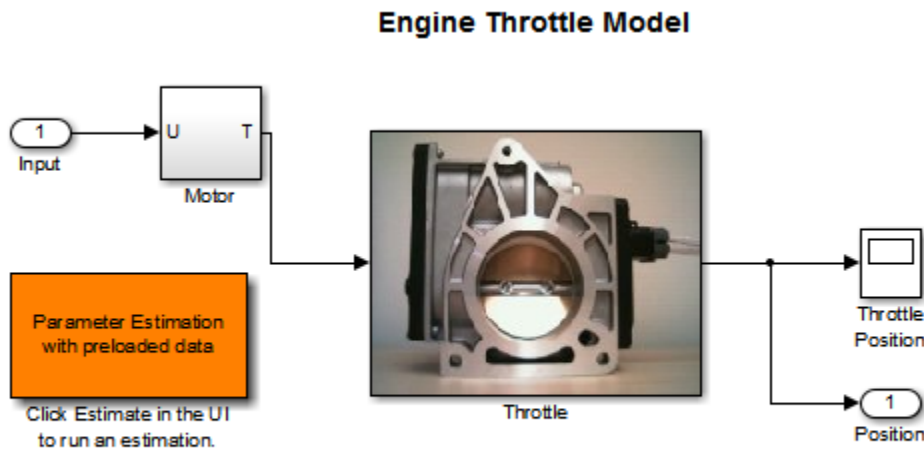 Engine Throttle Model
1
Input
U T
Motor
Parameter Estimation
with preloaded data
Click Estimate in the UI
to run an estimation.
Throttle
Throttle
Position
1
Position